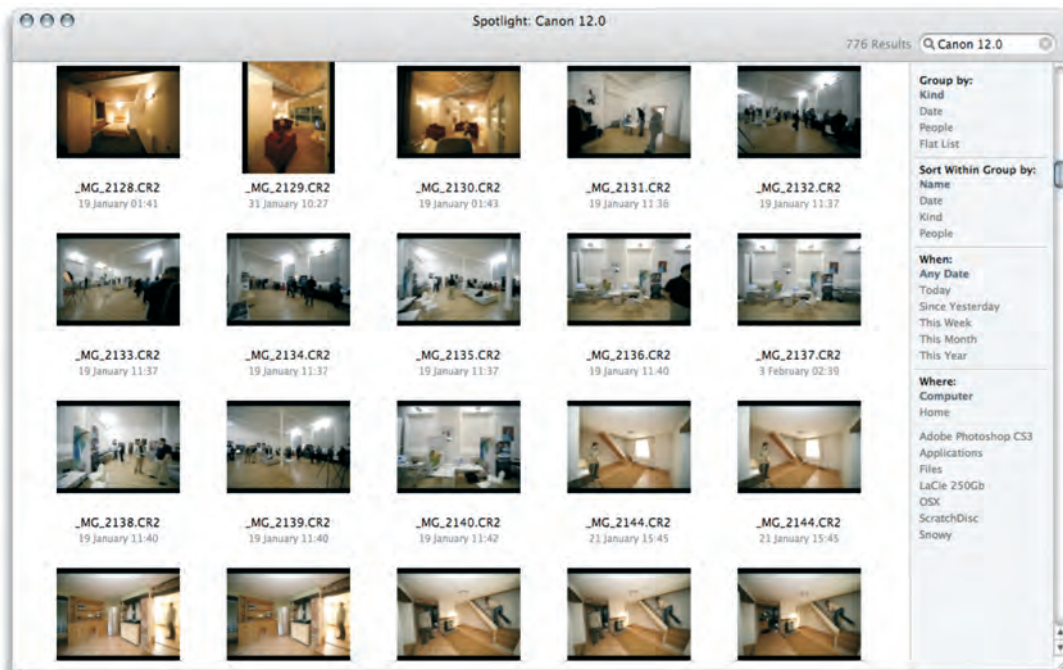 Spotlight: Canon 12.0
776 Results
Canon 12.0
_MG_2128.CR2
19 January 01:41
_MG_2129.CR2
31 January 10:27
_MG_2130.CR2
19 January 01:43
_MG_2131.CR2
19 January 11:36
_MG_2132.CR2
19 January 11:37
_MG_2133.CR2
19 January 11:37
_MG_2134.CR2
19 January 11:37
_MG_2135.CR2
19 January 11:37
_MG_2136.CR2
19 January 11:40
_MG_2137.CR2
3 February 02:39
_MG_2138.CR2
19 January 11:40
_MG_2139.CR2
19 January 11:40
_MG_2140.CR2
19 January 11:42
_MG_2144.CR2
21 January 15:45
_MG_2144.CR2
21 January 15:45
Group by:
Kind
Date
People
Flat List
Sort Within Group by:
Name
Date
Kind
People
When:
Any Date
Today
Since Yesterday
This Week
This Month
This Year
Where:
Computer
Home
Adobe Photoshop CS3
Applications
Files
LaCie 250Gb
OSX
ScratchDisc
Snowy